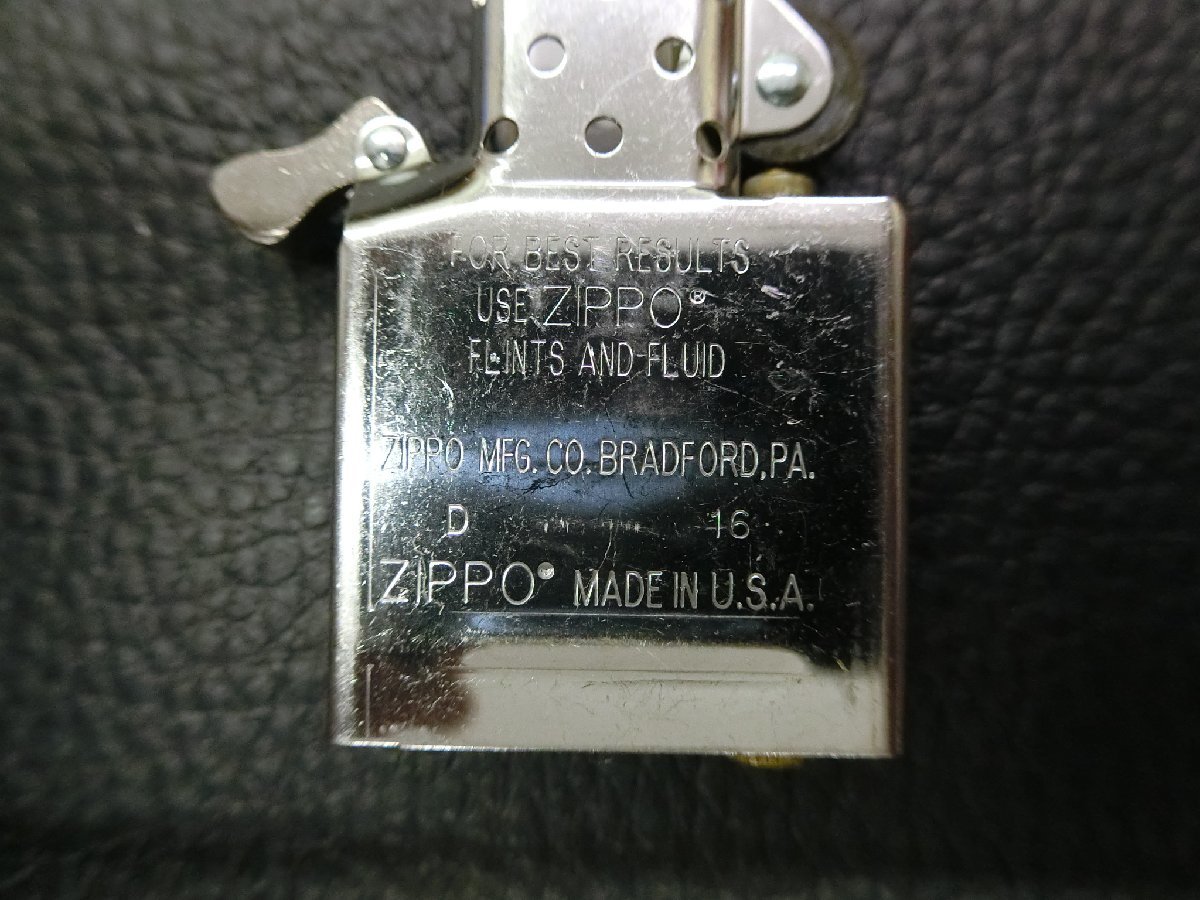 FOR BEST RESULTS
USE ZIPPO®
FLINTS AND FLUID
ZIPPO MFG. CO. BRADFORD, PA.
D 16
ZIPPO® MADE IN U.S.A.